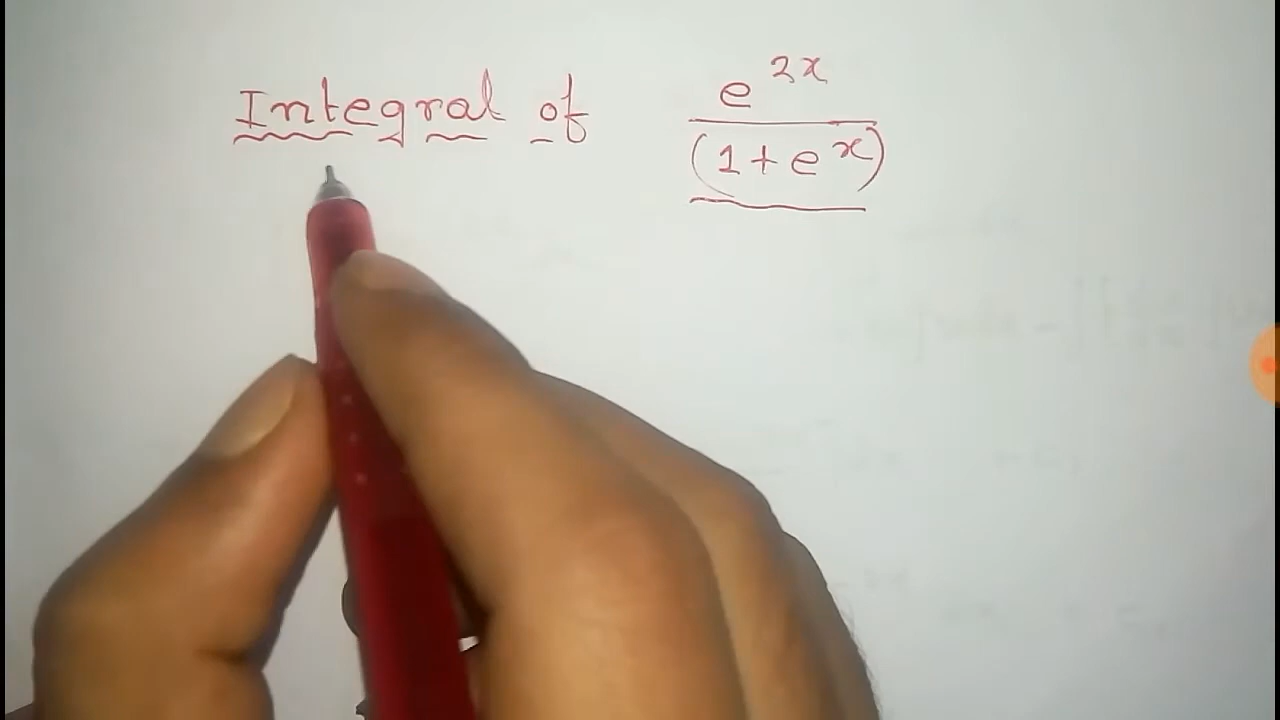 Integral of e^2x
(1+e^x)